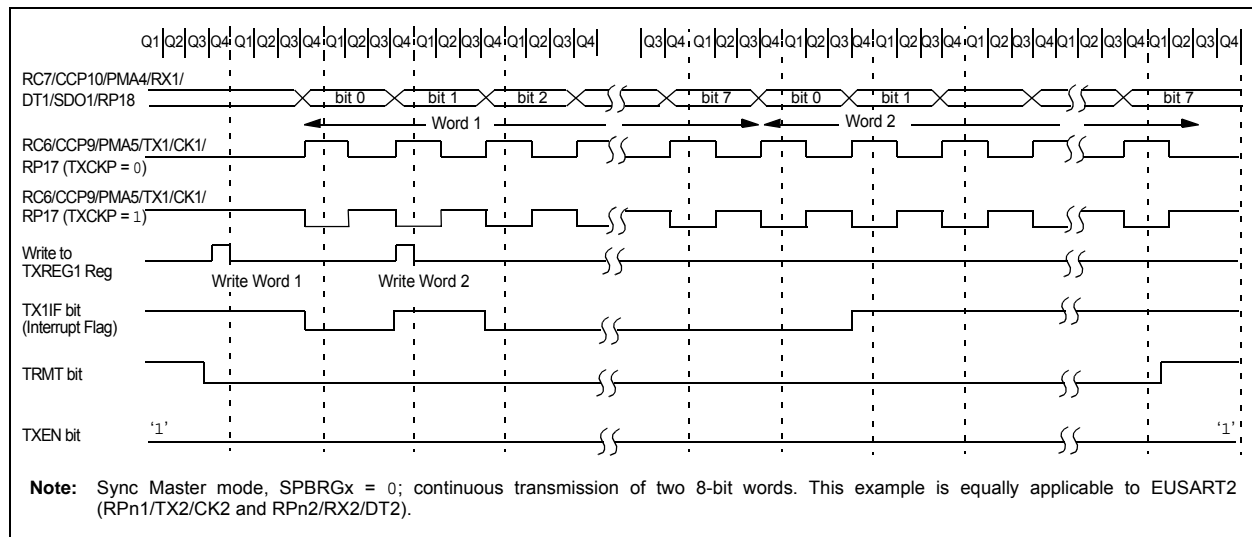 Q1 Q2 Q3 Q4 Q1 Q2 Q3 Q4 Q1 Q2 Q3 Q4 Q1 Q2 Q3 Q4 Q1 Q2 Q3 Q4 Q3 Q4 Q1 Q2 Q3 Q4 Q1 Q2 Q3 Q4 Q1 Q2 Q3 Q4 Q1 Q2 Q3 Q4 Q1 Q2 Q3 Q4 Q1 Q2 Q3 Q4
RC7/CCP10/PMA4/RX1/
DT1/SDO1/RP18
bit 0 bit 1 bit 2 bit 7 bit 0 bit 1 bit 7
Word 1 Word 2
RC6/CCP9/PMA5/TX1/CK1/
RP17 (TXCKP = 0)
RC6/CCP9/PMA5/TX1/CK1/
RP17 (TXCKP = 1)
Write to
TXREG1 Reg
Write Word 1 Write Word 2
TX1IF bit
(Interrupt Flag)
TRMT bit
TXEN bit '1' '1'
Note: Sync Master mode, SPBRGx = 0; continuous transmission of two 8-bit words. This example is equally applicable to EUSART2
(RPn1/TX2/CK2 and RPn2/RX2/DT2).